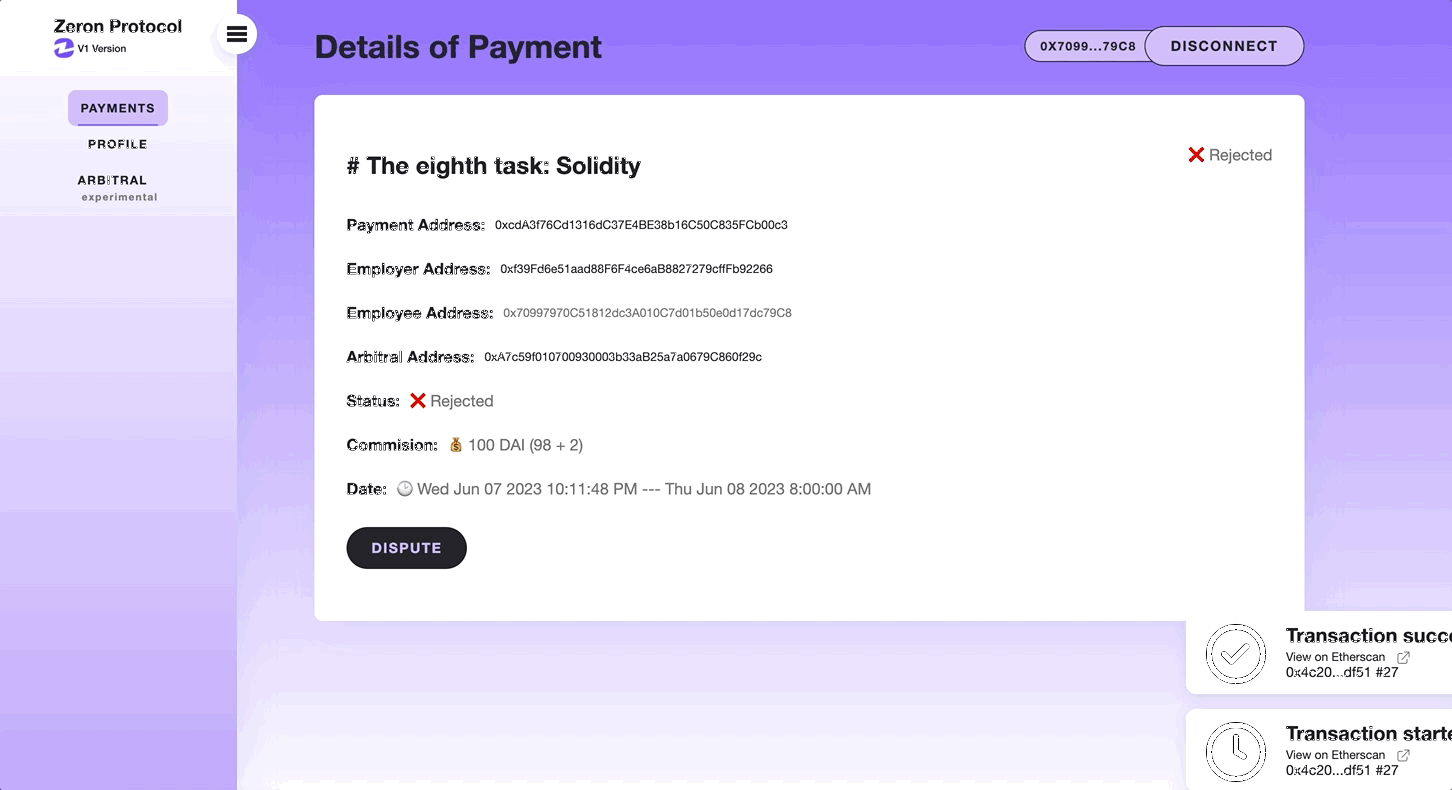 Zeron Protocol
V1 Version
PAYMENTS
PROFILE
ARBITRAL
experimental
Details of Payment
0X7099...79C8
DISCONNECT
# The eighth task: Solidity
❌ Rejected
Payment Address: 0xcdA3f76Cd1316dC37E4BE38b16C50C835FCb00c3
Employer Address: 0xf39Fd6e51aad88F6F4ce6aB8827279cffFb92266
Employee Address: 0x70997970C51812dc3A010C7d01b50e0d17dc79C8
Arbitral Address: 0xA7c59f010700930003b33aB25a7a0679C860f29c
Status: ❌ Rejected
Commision: 💰 100 DAI (98 + 2)
Date: 🕑 Wed Jun 07 2023 10:11:48 PM --- Thu Jun 08 2023 8:00:00 AM
DISPUTE
Transaction succe
View on Etherscan
0x4c20...df51 #27
Transaction starte
View on Etherscan
0x4c20...df51 #27